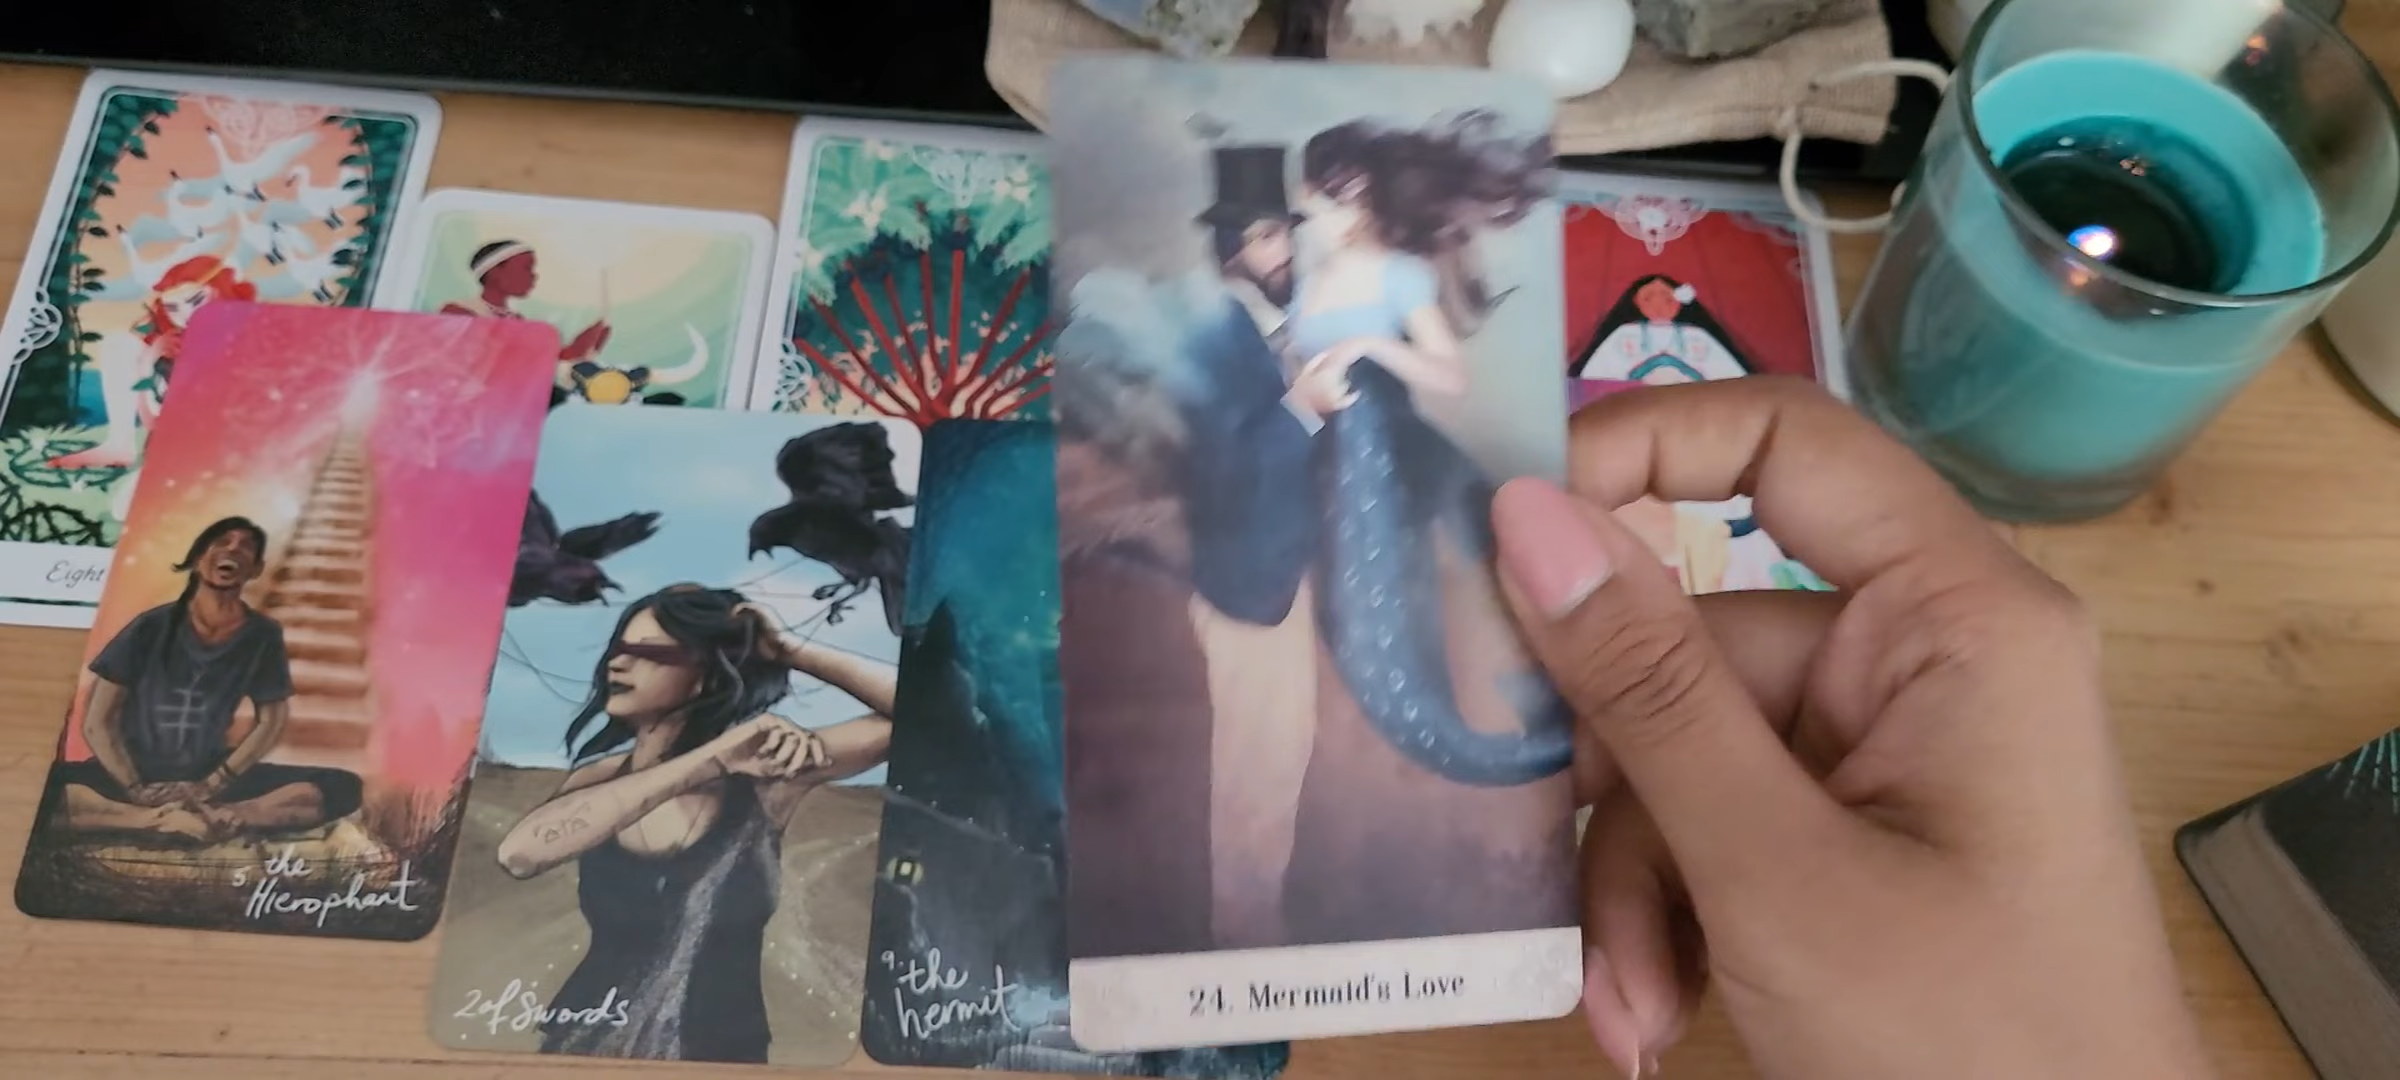 Eight
5 the
Hierophant
2 of Swords
9. the
hermit
24. Mermaid's Love